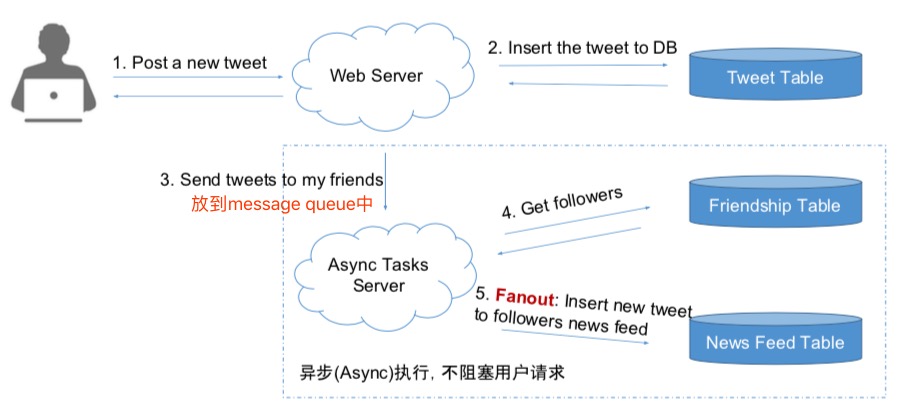 1. Post a new tweet
Web Server
2. Insert the tweet to DB
Tweet Table
3. Send tweets to my friends
放到message queue中
4. Get followers
Friendship Table
Async Tasks
Server
5. Fanout: Insert new tweet
to followers news feed
News Feed Table
异步(Async)执行, 不阻塞用户请求